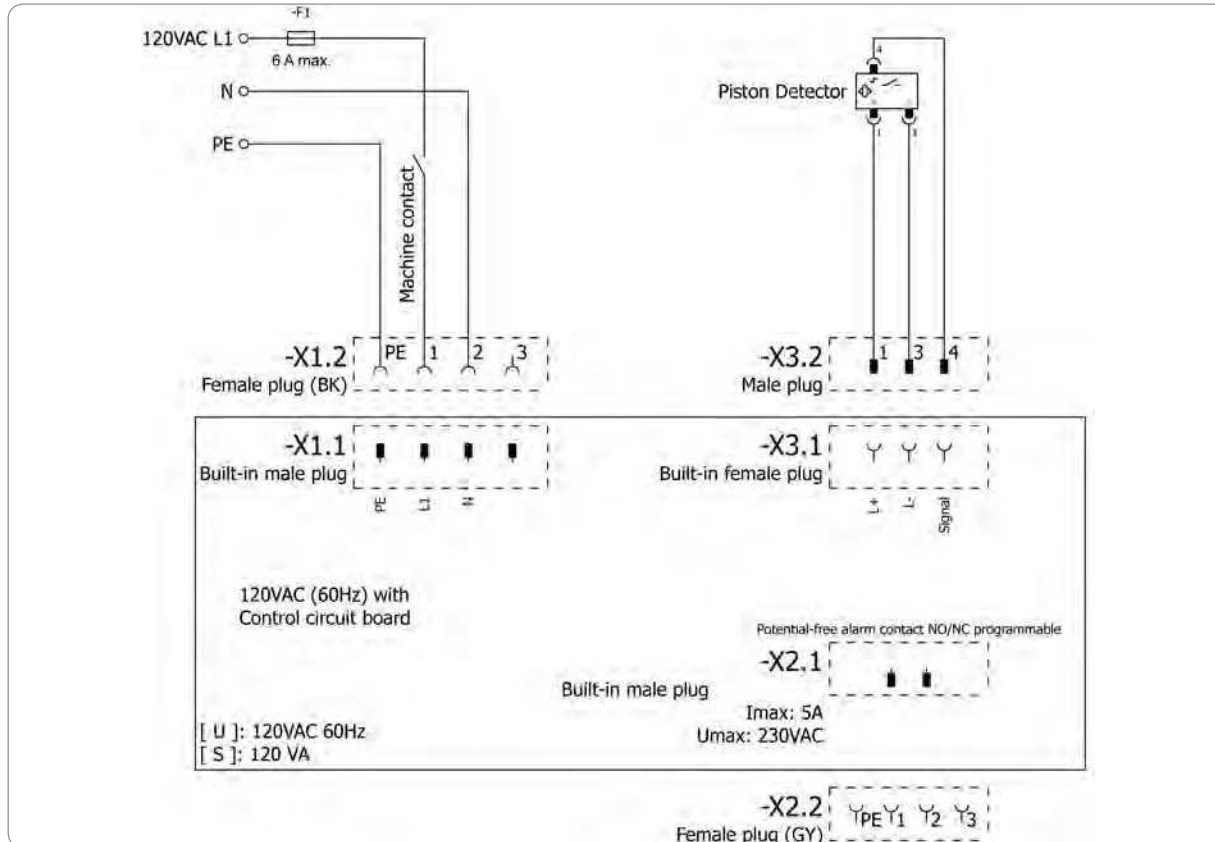 -F1
120VAC L1
6 A max.
N
PE
Machine contact
Piston Detector
4
1
-X1.2
PE 1 2 3
Female plug (BK)
-X3.2
1 3 4
Male plug
-X1.1
Built-in male plug
PE L1 N
-X3.1
Built-in female plug
L+ L- Signal
120VAC (60Hz) with
Control circuit board
Potential-free alarm contact NO/NC programmable
-X2.1
Built-in male plug
Imax: 5A
Umax: 230VAC
[ U ]: 120VAC 60Hz
[ S ]: 120 VA
-X2.2
PE 1 2 3
Female plug (GY)